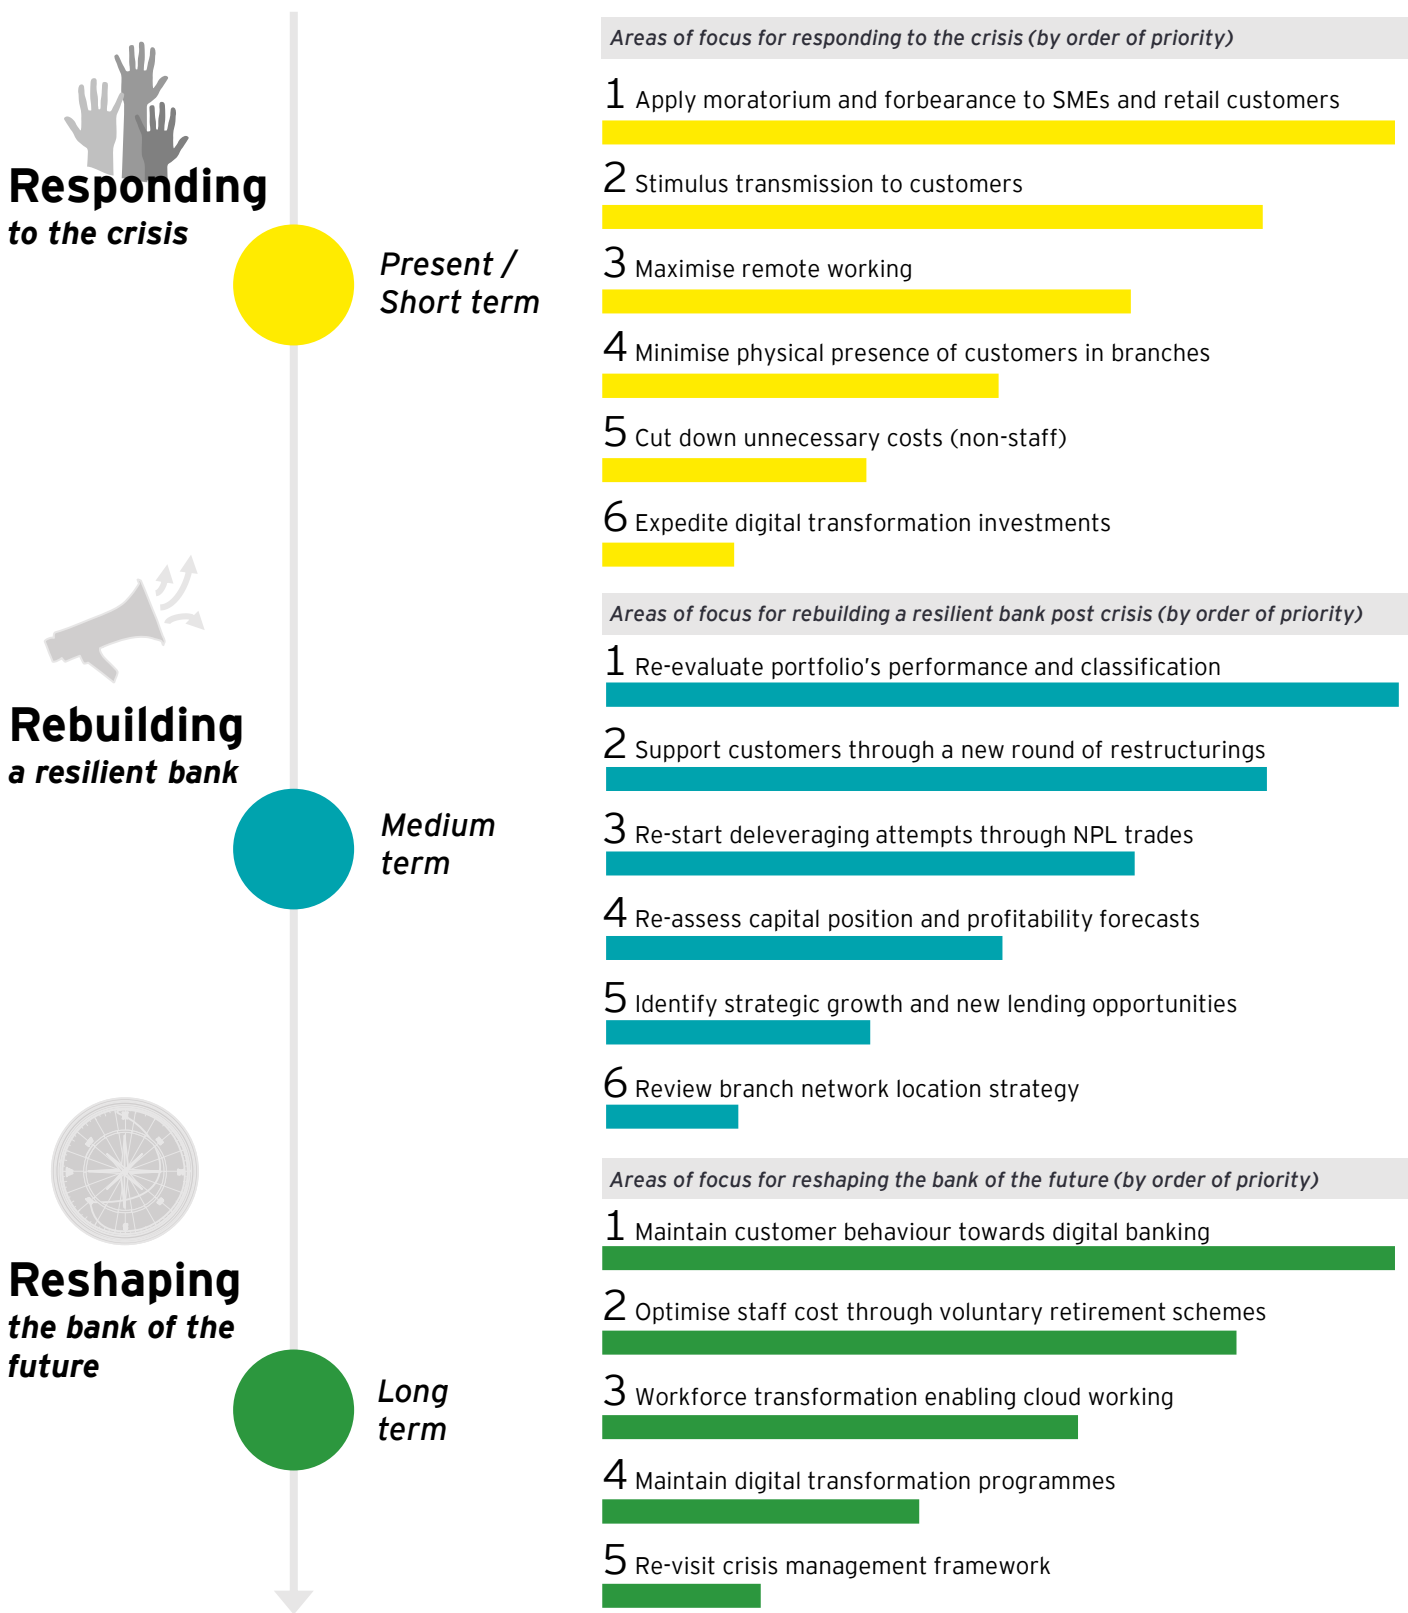 Responding
to the crisis
Present /
Short term
Areas of focus for responding to the crisis (by order of priority)
1 Apply moratorium and forbearance to SMEs and retail customers
2 Stimulus transmission to customers
3 Maximise remote working
4 Minimise physical presence of customers in branches
5 Cut down unnecessary costs (non-staff)
6 Expedite digital transformation investments
Rebuilding
a resilient bank
Medium
term
Areas of focus for rebuilding a resilient bank post crisis (by order of priority)
1 Re-evaluate portfolio's performance and classification
2 Support customers through a new round of restructurings
3 Re-start deleveraging attempts through NPL trades
4 Re-assess capital position and profitability forecasts
5 Identify strategic growth and new lending opportunities
6 Review branch network location strategy
Reshaping
the bank of the
future
Long
term
Areas of focus for reshaping the bank of the future (by order of priority)
1 Maintain customer behaviour towards digital banking
2 Optimise staff cost through voluntary retirement schemes
3 Workforce transformation enabling cloud working
4 Maintain digital transformation programmes
5 Re-visit crisis management framework